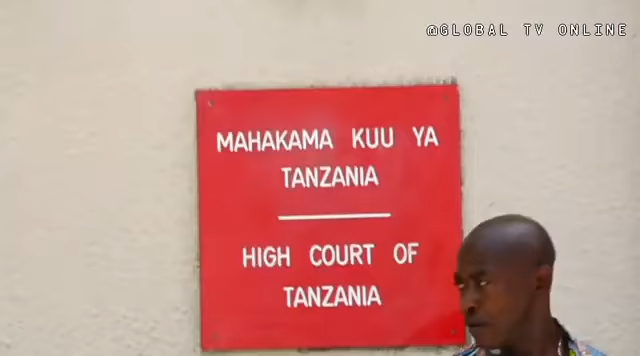 @GLOBAL TV ONLINE
MAHAKAMA KUU YA
TANZANIA
HIGH COURT OF
TANZANIA